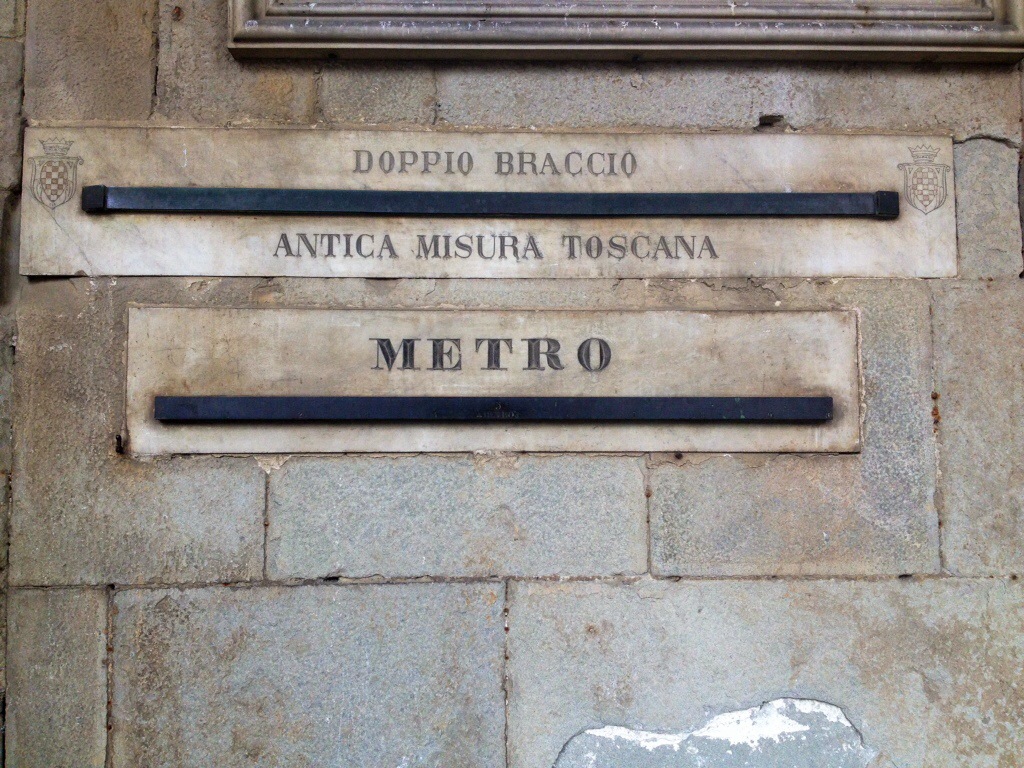 DOPPIO BRACCIO
ANTICA MISURA TOSCANA
METRO